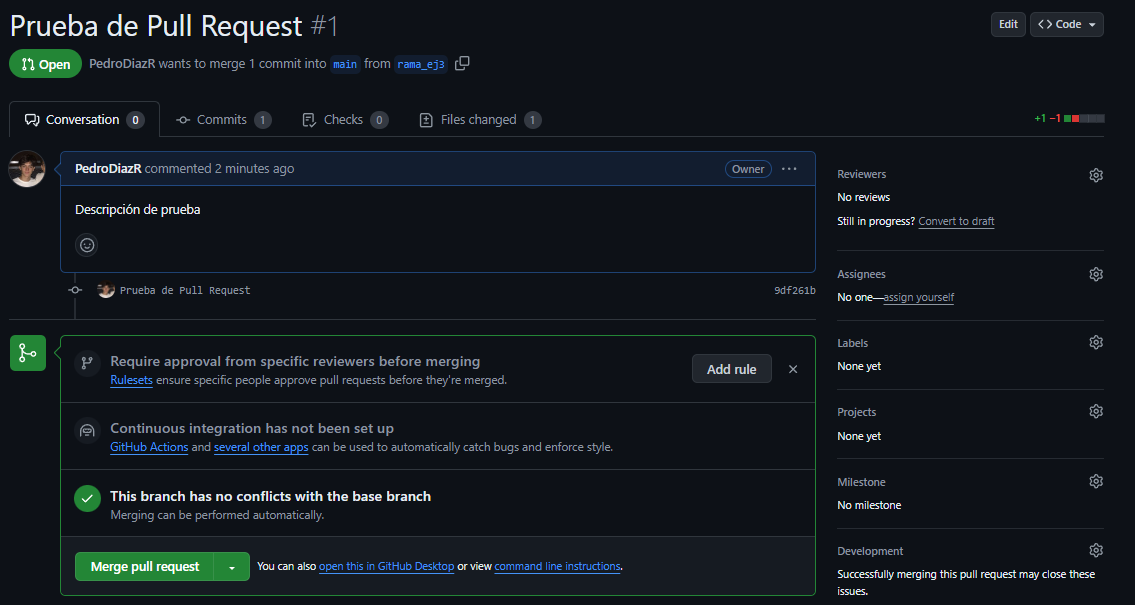 Prueba de Pull Request #1
Edit
Code
Open
PedroDiazR wants to merge 1 commit into main from rama_ej3
Conversation 0
Commits 1
Checks 0
Files changed 1
+1 −1
PedroDiazR commented 2 minutes ago
Owner
Descripción de prueba
Prueba de Pull Request
9df261b
Require approval from specific reviewers before merging
Rulesets ensure specific people approve pull requests before they're merged.
Add rule
Continuous integration has not been set up
GitHub Actions and several other apps can be used to automatically catch bugs and enforce style.
This branch has no conflicts with the base branch
Merging can be performed automatically.
Merge pull request
You can also open this in GitHub Desktop or view command line instructions.
Reviewers
No reviews
Still in progress? Convert to draft
Assignees
No one—assign yourself
Labels
None yet
Projects
None yet
Milestone
No milestone
Development
Successfully merging this pull request may close these
issues.